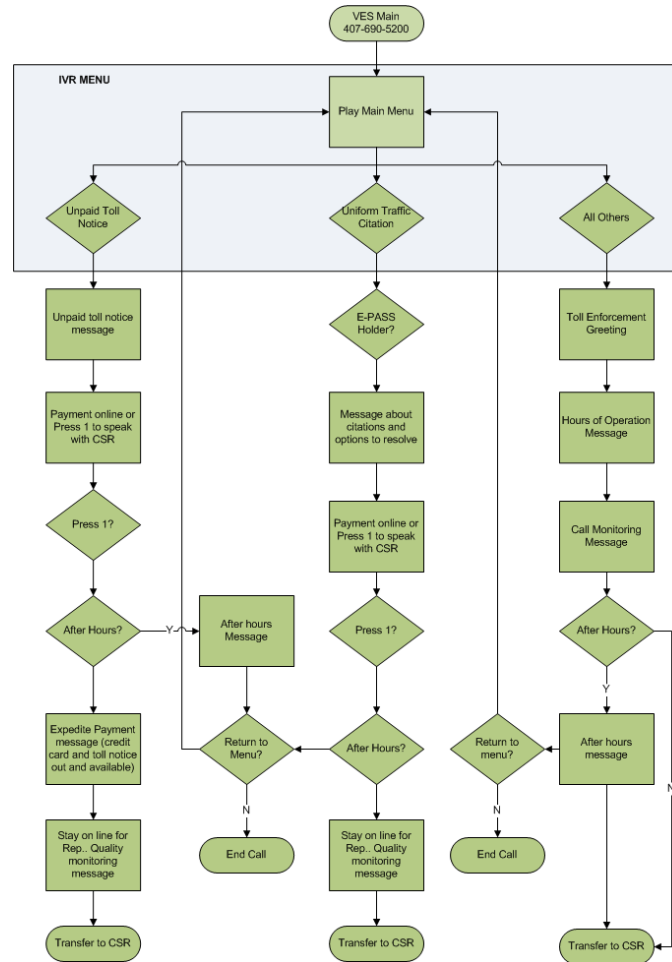 VES Main
407-690-5200
IVR MENU
Play Main Menu
Unpaid Toll
Notice
Uniform Traffic
Citation
All Others
Unpaid toll notice
message
E-PASS
Holder?
Toll Enforcement
Greeting
Payment online or
Press 1 to speak
with CSR
Message about
citations and
options to resolve
Hours of Operation
Message
Press 1?
Payment online or
Press 1 to speak
with CSR
Call Monitoring
Message
After Hours?
Y
After hours
Message
Press 1?
After Hours?
Y
N
Expedite Payment
message (credit
card and toll notice
out and available)
Return to
Menu?
After Hours?
Return to
menu?
After hours
message
N
N
Stay on line for
Rep.. Quality
monitoring
message
End Call
Stay on line for
Rep.. Quality
monitoring
message
End Call
Transfer to CSR
Transfer to CSR
Transfer to CSR